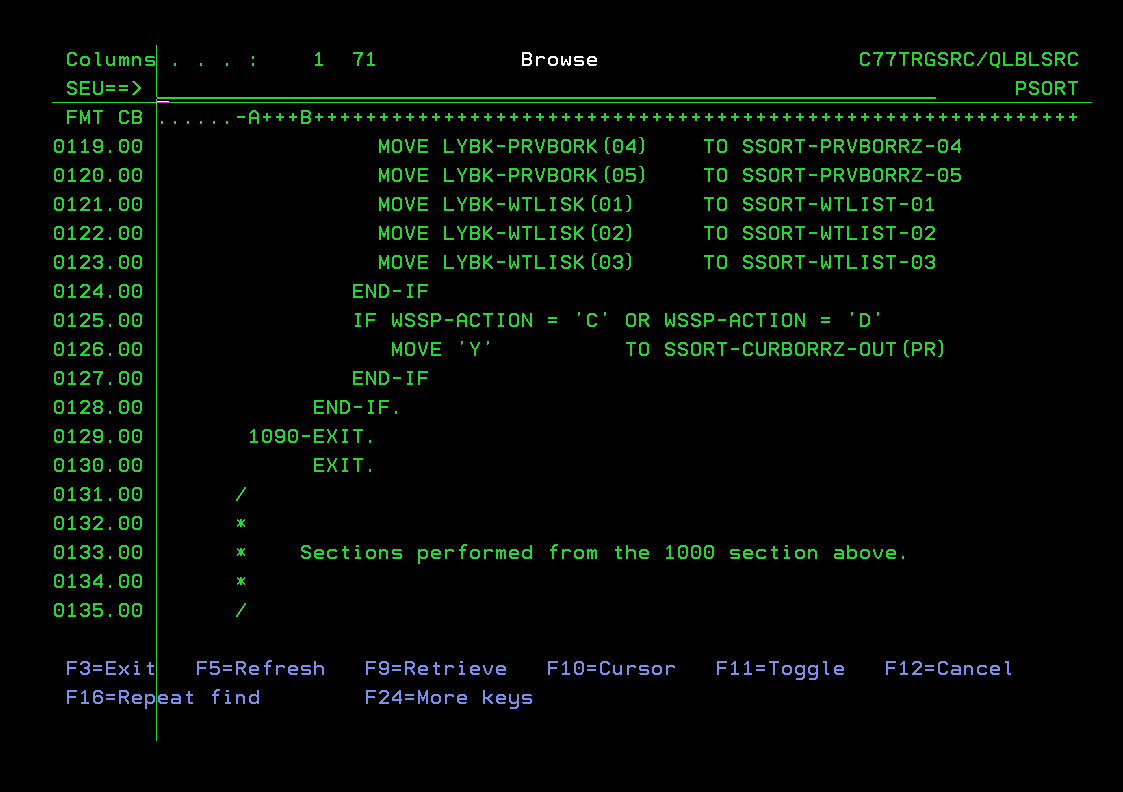 Columns . . . :    1  71           Browse                    C77TRGSRC/QLBLSRC
SEU==>                                                                   PSORT
FMT CB ......-A+++B+++++++++++++++++++++++++++++++++++++++++++++++++++++++++++
0119.00                  MOVE LYBK-PRVBORK(04)    TO SSORT-PRVBORRZ-04
0120.00                  MOVE LYBK-PRVBORK(05)    TO SSORT-PRVBORRZ-05
0121.00                  MOVE LYBK-WTLISK(01)     TO SSORT-WTLIST-01
0122.00                  MOVE LYBK-WTLISK(02)     TO SSORT-WTLIST-02
0123.00                  MOVE LYBK-WTLISK(03)     TO SSORT-WTLIST-03
0124.00                END-IF
0125.00                IF WSSP-ACTION = 'C' OR WSSP-ACTION = 'D'
0126.00                   MOVE 'Y'          TO SSORT-CURBORRZ-OUT(PR)
0127.00                END-IF
0128.00             END-IF.
0129.00        1090-EXIT.
0130.00             EXIT.
0131.00       /
0132.00       *
0133.00       *    Sections performed from the 1000 section above.
0134.00       *
0135.00       /
F3=Exit   F5=Refresh   F9=Retrieve   F10=Cursor   F11=Toggle   F12=Cancel
F16=Repeat find        F24=More keys